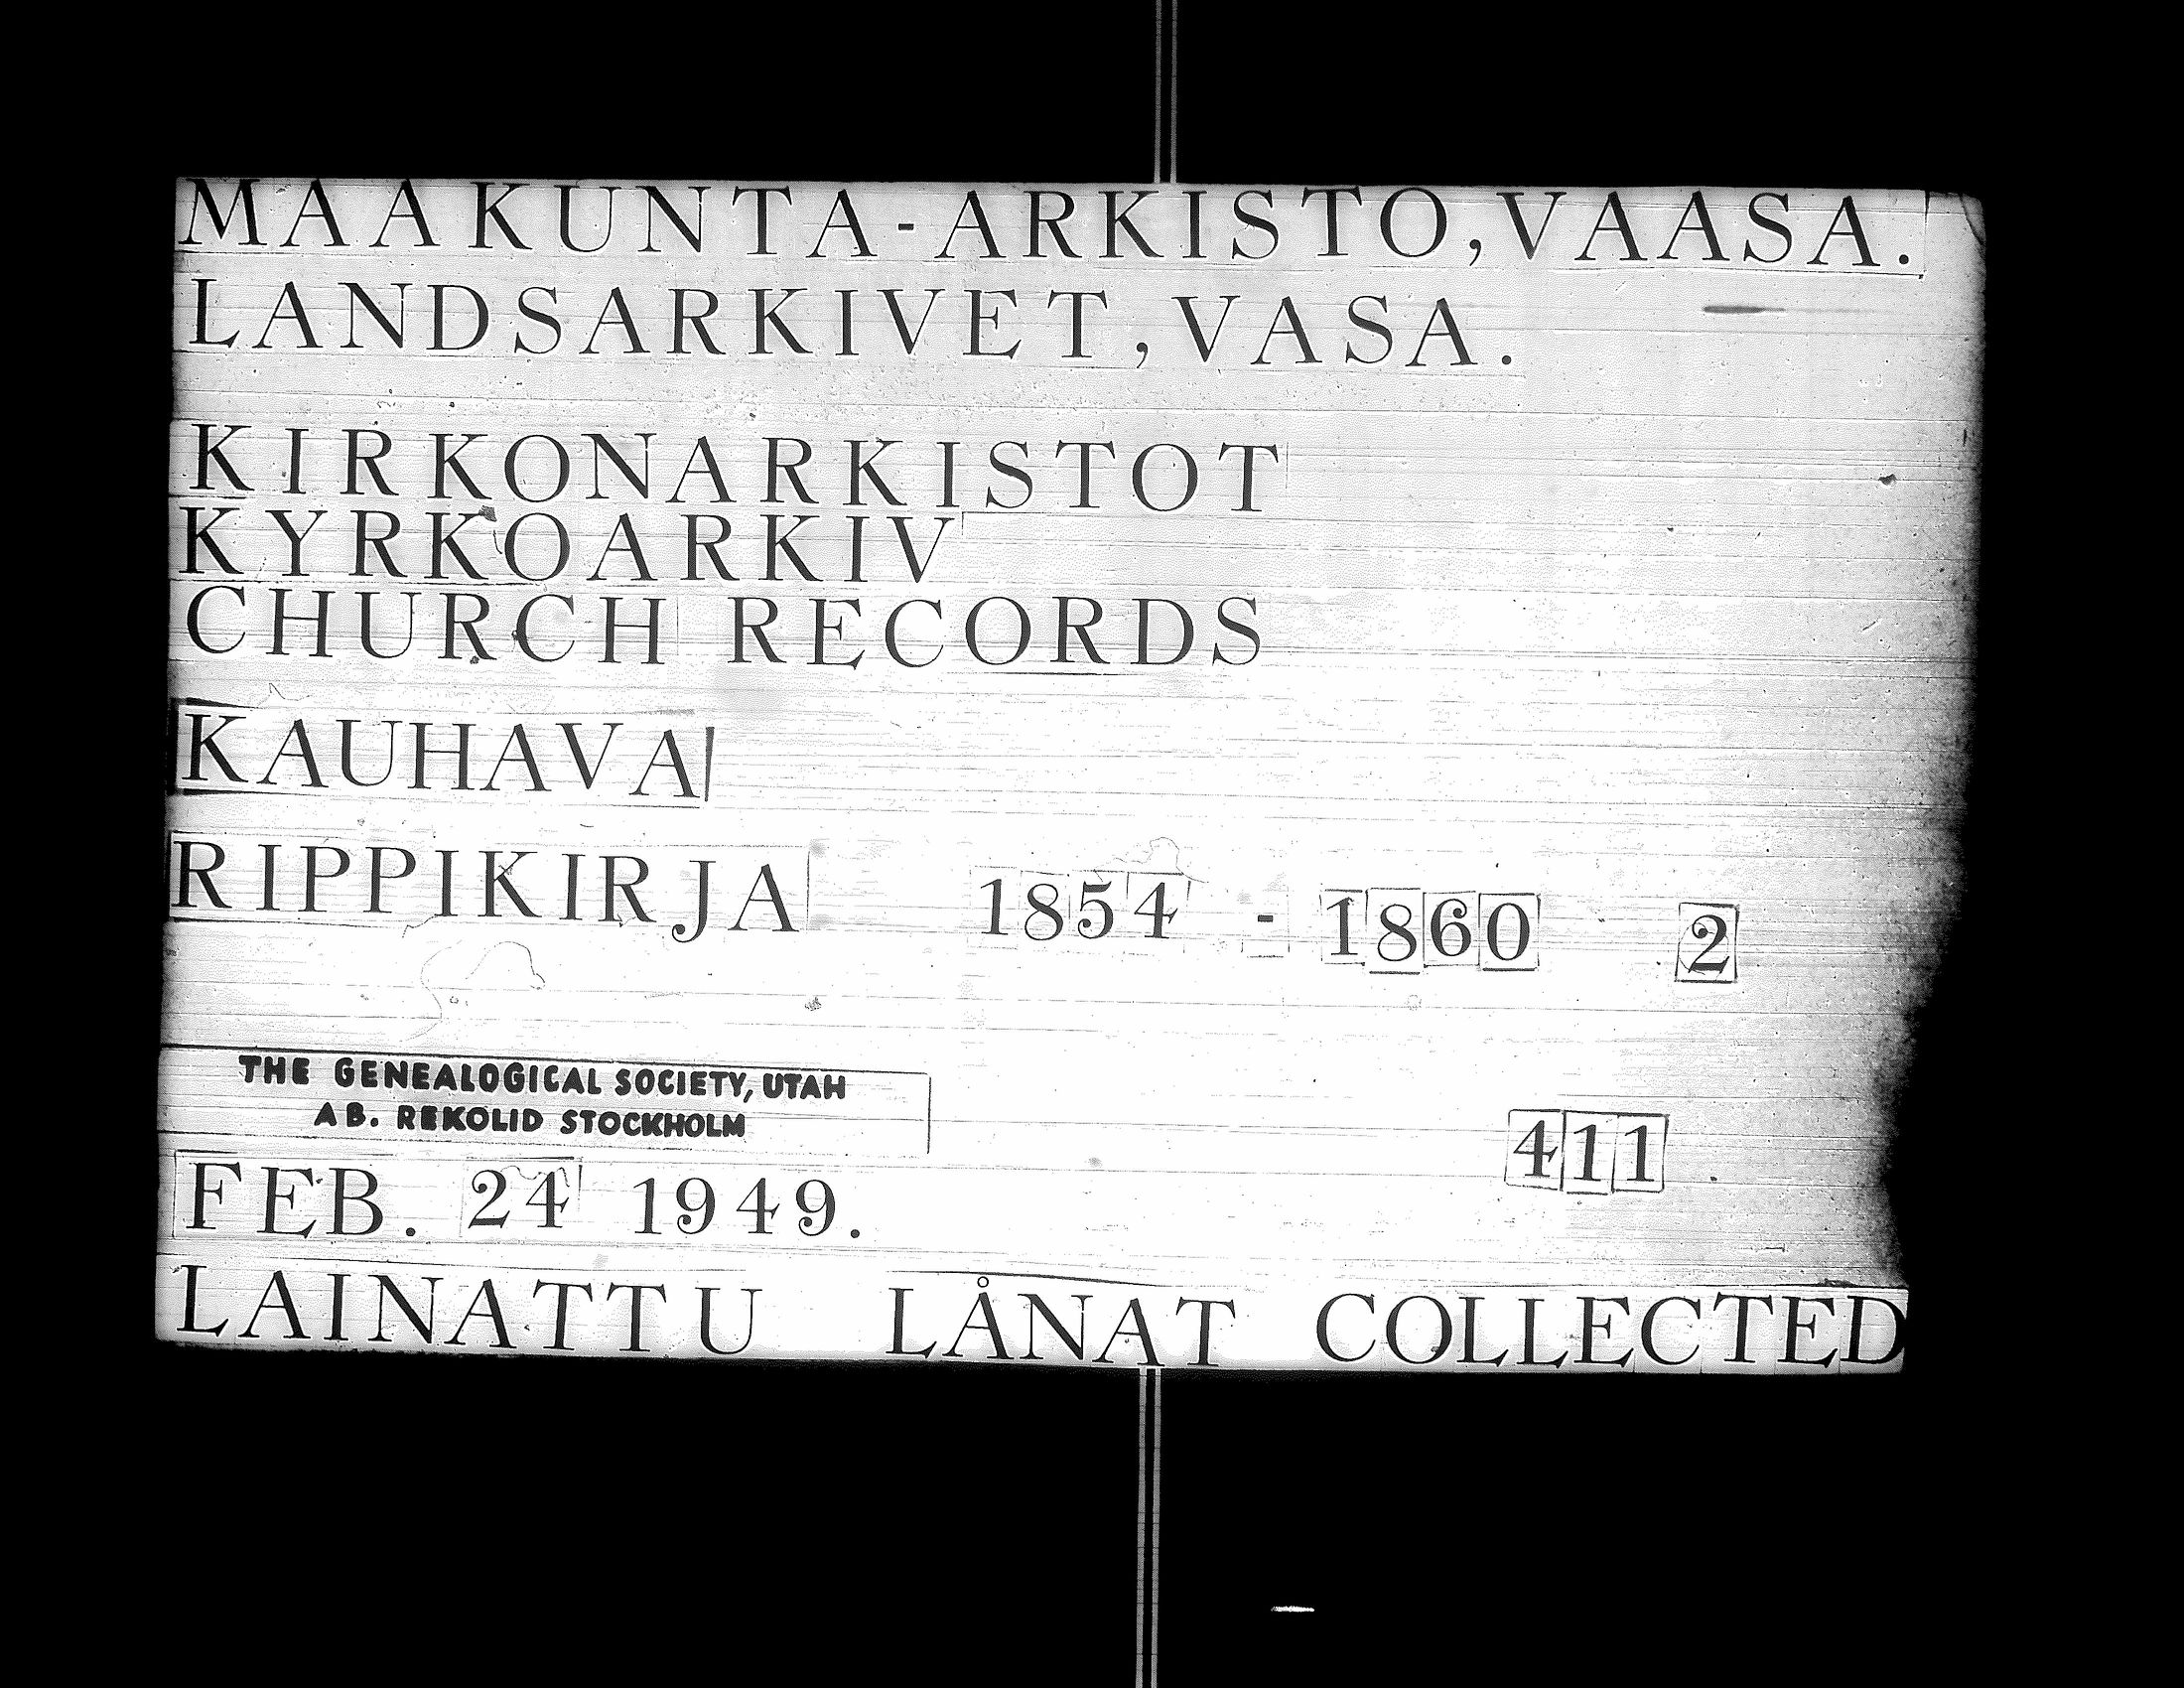 MAAKUNTA-ARKISTO, VAASA.
LANDSARKIVET, VASA.
KIRKONARKISTOT
KYRKOARKIV
CHURCH RECORDS
KAUHAVA
RIPPIKIRJA 1854 - 1860 2
THE GENEALOGICAL SOCIETY, UTAH
AB. REKOLID STOCKHOLM
411
FEB. 24 1949.
LAINATTU LÅNAT COLLECTED